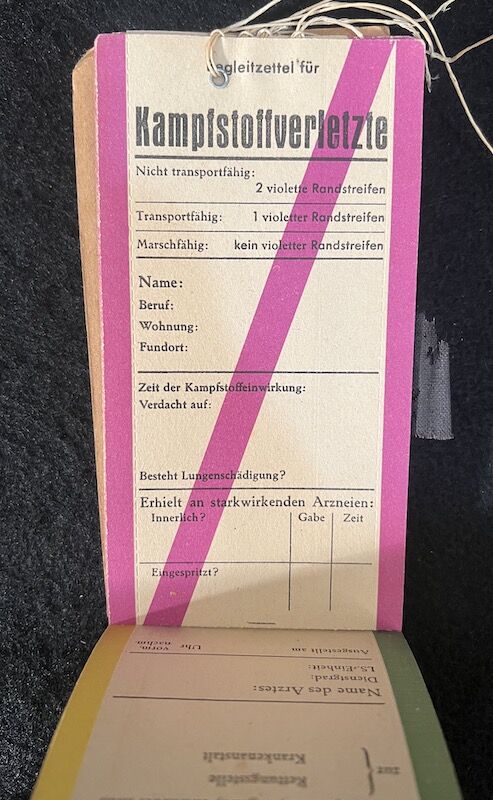 Begleitzettel für
Kampfstoffverletzte
Nicht transportfähig:
2 violette Randstreifen
Transportfähig: 1 violetter Randstreifen
Marschfähig: kein violetter Randstreifen
Name:
Beruf:
Wohnung:
Fundort:
Zeit der Kampfstoffeinwirkung:
Verdacht auf:
Besteht Lungenschädigung?
Erhielt an starkwirkenden Arzneien:
Innerlich? Gabe Zeit
Eingespritzt?
Ausgestellt am Uhr vorm.
nachm.
LS.-Einheit:
Dienstgrad:
Name des Arztes:
zur Krankenanstalt
Rettungsstelle